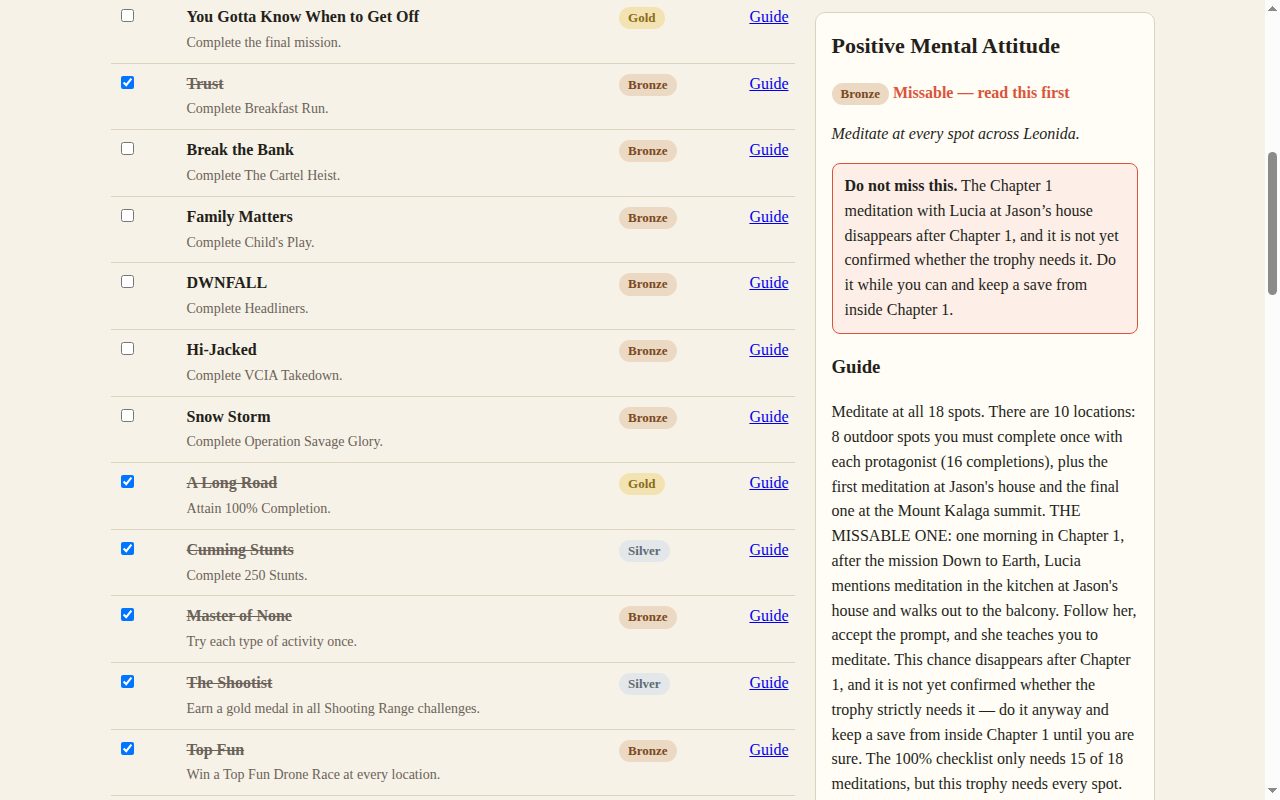 You Gotta Know When to Get Off Gold Guide
Complete the final mission.
Trust Bronze Guide
Complete Breakfast Run.
Break the Bank Bronze Guide
Complete The Cartel Heist.
Family Matters Bronze Guide
Complete Child's Play.
DWNFALL Bronze Guide
Complete Headliners.
Hi-Jacked Bronze Guide
Complete VCIA Takedown.
Snow Storm Bronze Guide
Complete Operation Savage Glory.
A Long Road Gold Guide
Attain 100% Completion.
Cunning Stunts Silver Guide
Complete 250 Stunts.
Master of None Bronze Guide
Try each type of activity once.
The Shootist Silver Guide
Earn a gold medal in all Shooting Range challenges.
Top Fun Bronze Guide
Win a Top Fun Drone Race at every location.
Positive Mental Attitude
Bronze Missable — read this first
Meditate at every spot across Leonida.
Do not miss this. The Chapter 1
meditation with Lucia at Jason’s house
disappears after Chapter 1, and it is not yet
confirmed whether the trophy needs it. Do
it while you can and keep a save from
inside Chapter 1.
Guide
Meditate at all 18 spots. There are 10 locations:
8 outdoor spots you must complete once with
each protagonist (16 completions), plus the
first meditation at Jason's house and the final
one at the Mount Kalaga summit. THE
MISSABLE ONE: one morning in Chapter 1,
after the mission Down to Earth, Lucia
mentions meditation in the kitchen at Jason's
house and walks out to the balcony. Follow her,
accept the prompt, and she teaches you to
meditate. This chance disappears after Chapter
1, and it is not yet confirmed whether the
trophy strictly needs it — do it anyway and
keep a save from inside Chapter 1 until you are
sure. The 100% checklist only needs 15 of 18
meditations, but this trophy needs every spot.